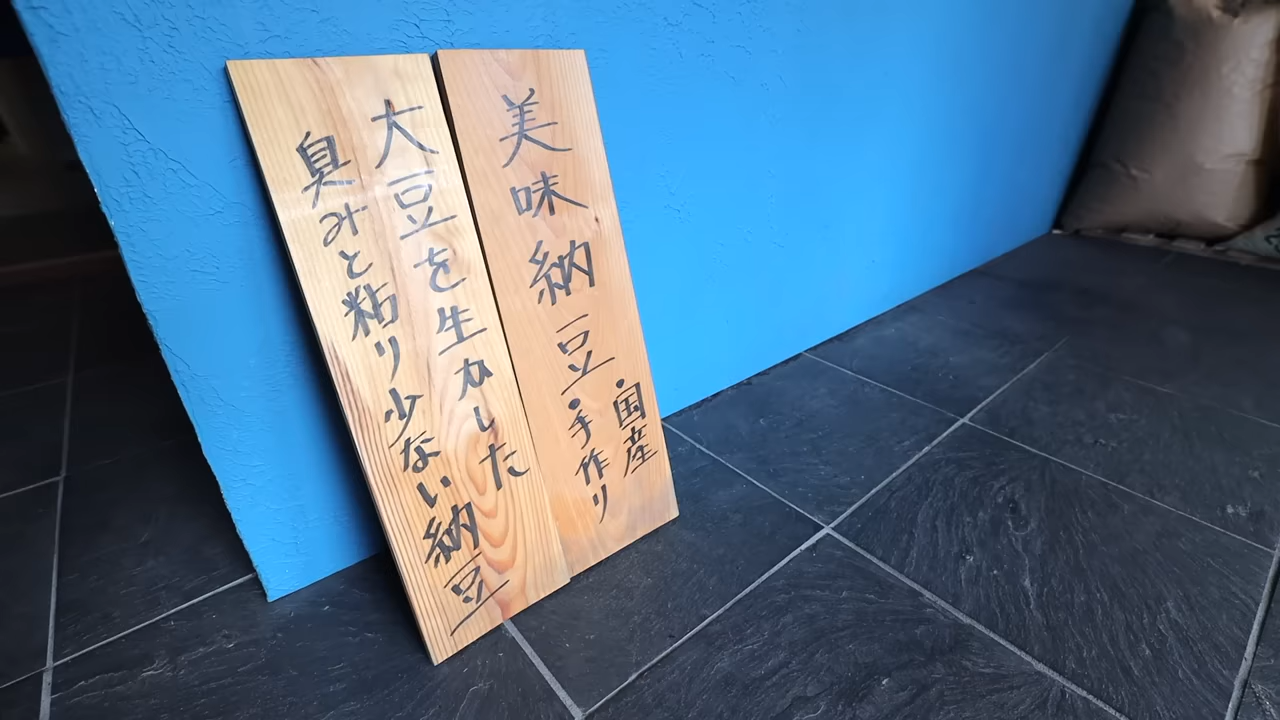 美味納豆
・国産
・手作り
大豆を生かした
臭みと粘り少ない納豆